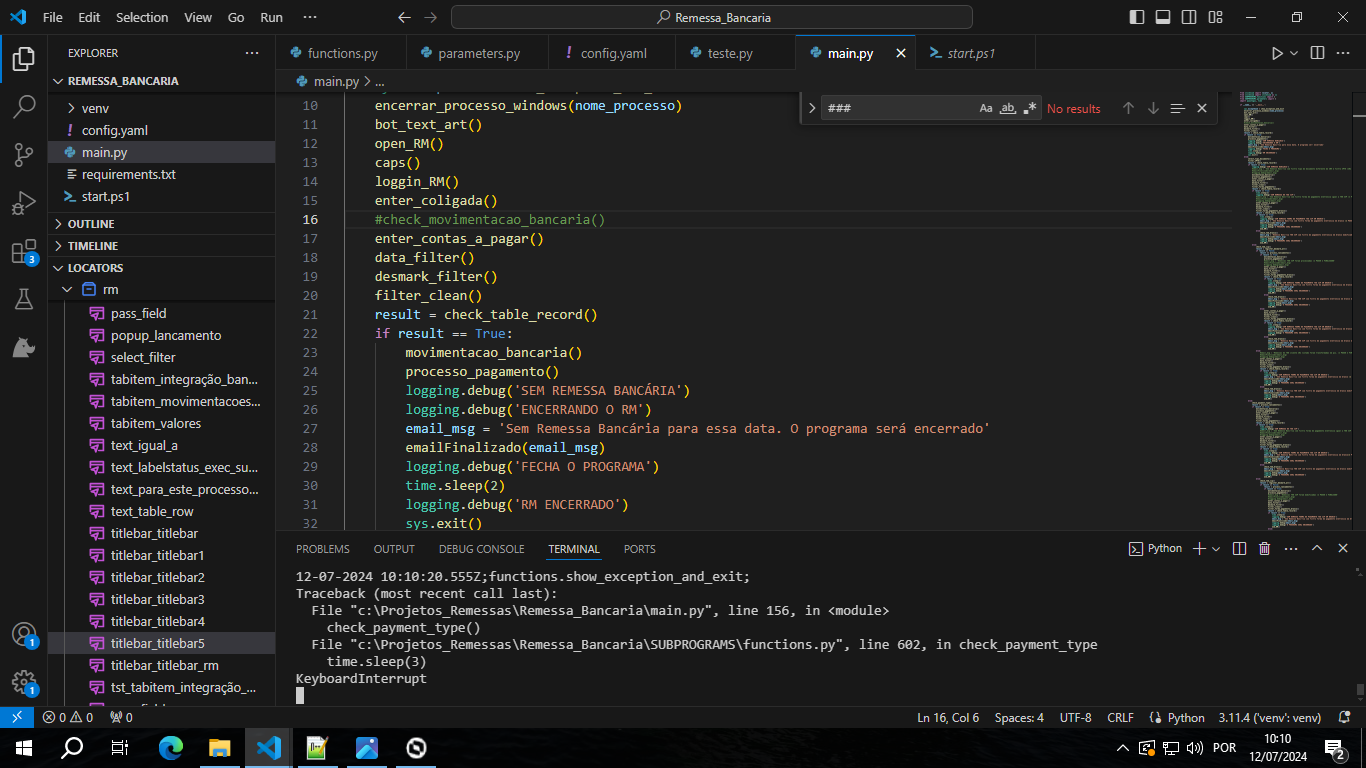 File Edit Selection View Go Run ··· Remessa_Bancaria
EXPLORER ···
REMESSA_BANCARIA
venv
config.yaml
main.py
requirements.txt
start.ps1
OUTLINE
TIMELINE
LOCATORS
rm
pass_field
popup_lancamento
select_filter
tabitem_integração_ban...
tabitem_movimentacoes...
tabitem_valores
text_igual_a
text_labelstatus_exec_su...
text_para_este_processo...
text_table_row
titlebar_titlebar
titlebar_titlebar1
titlebar_titlebar2
titlebar_titlebar3
titlebar_titlebar4
titlebar_titlebar5
titlebar_titlebar_rm
tst_tabitem_integração_...
3
1
1
functions.py parameters.py ! config.yaml teste.py main.py start.ps1
main.py > ...
### Aa ab .* No results
10 encerrar_processo_windows(nome_processo)
11 bot_text_art()
12 open_RM()
13 caps()
14 loggin_RM()
15 enter_coligada()
16 #check_movimentacao_bancaria()
17 enter_contas_a_pagar()
18 data_filter()
19 desmark_filter()
20 filter_clean()
21 result = check_table_record()
22 if result == True:
23 movimentacao_bancaria()
24 processo_pagamento()
25 logging.debug('SEM REMESSA BANCÁRIA')
26 logging.debug('ENCERRANDO O RM')
27 email_msg = 'Sem Remessa Bancária para essa data. O programa será encerrado'
28 emailFinalizado(email_msg)
29 logging.debug('FECHA O PROGRAMA')
30 time.sleep(2)
31 logging.debug('RM ENCERRADO')
32 sys.exit()
PROBLEMS OUTPUT DEBUG CONSOLE TERMINAL PORTS Python
12-07-2024 10:10:20.555Z;functions.show_exception_and_exit;
Traceback (most recent call last):
File "c:\Projetos_Remessas\Remessa_Bancaria\main.py", line 156, in <module>
check_payment_type()
File "c:\Projetos_Remessas\Remessa_Bancaria\SUBPROGRAMS\functions.py", line 602, in check_payment_type
time.sleep(3)
KeyboardInterrupt
0 0 0 Ln 16, Col 6 Spaces: 4 UTF-8 CRLF Python 3.11.4 ('venv': venv)
POR 10:10
12/07/2024 2